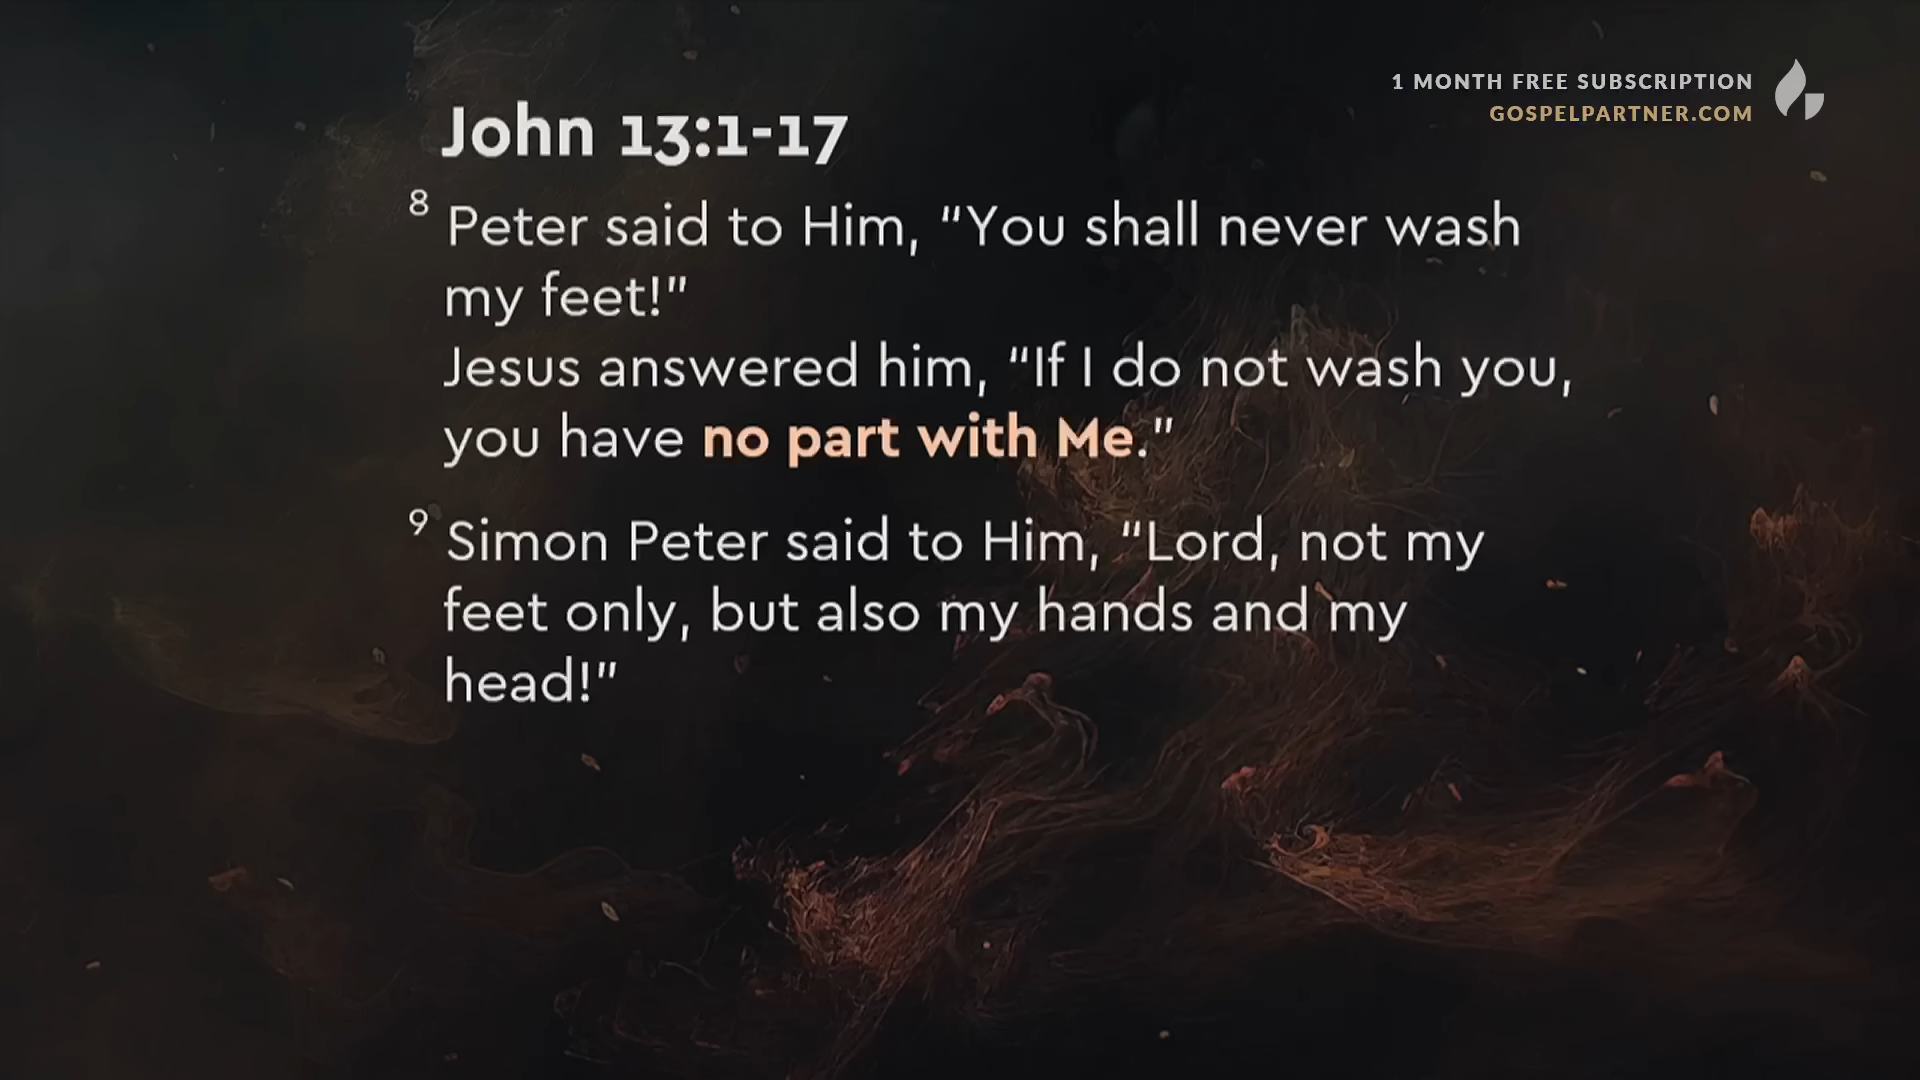 1 MONTH FREE SUBSCRIPTION
GOSPELPARTNER.COM
John 13:1-17
8 Peter said to Him, “You shall never wash
my feet!”
Jesus answered him, “If I do not wash you,
you have no part with Me.”
9 Simon Peter said to Him, “Lord, not my
feet only, but also my hands and my
head!”